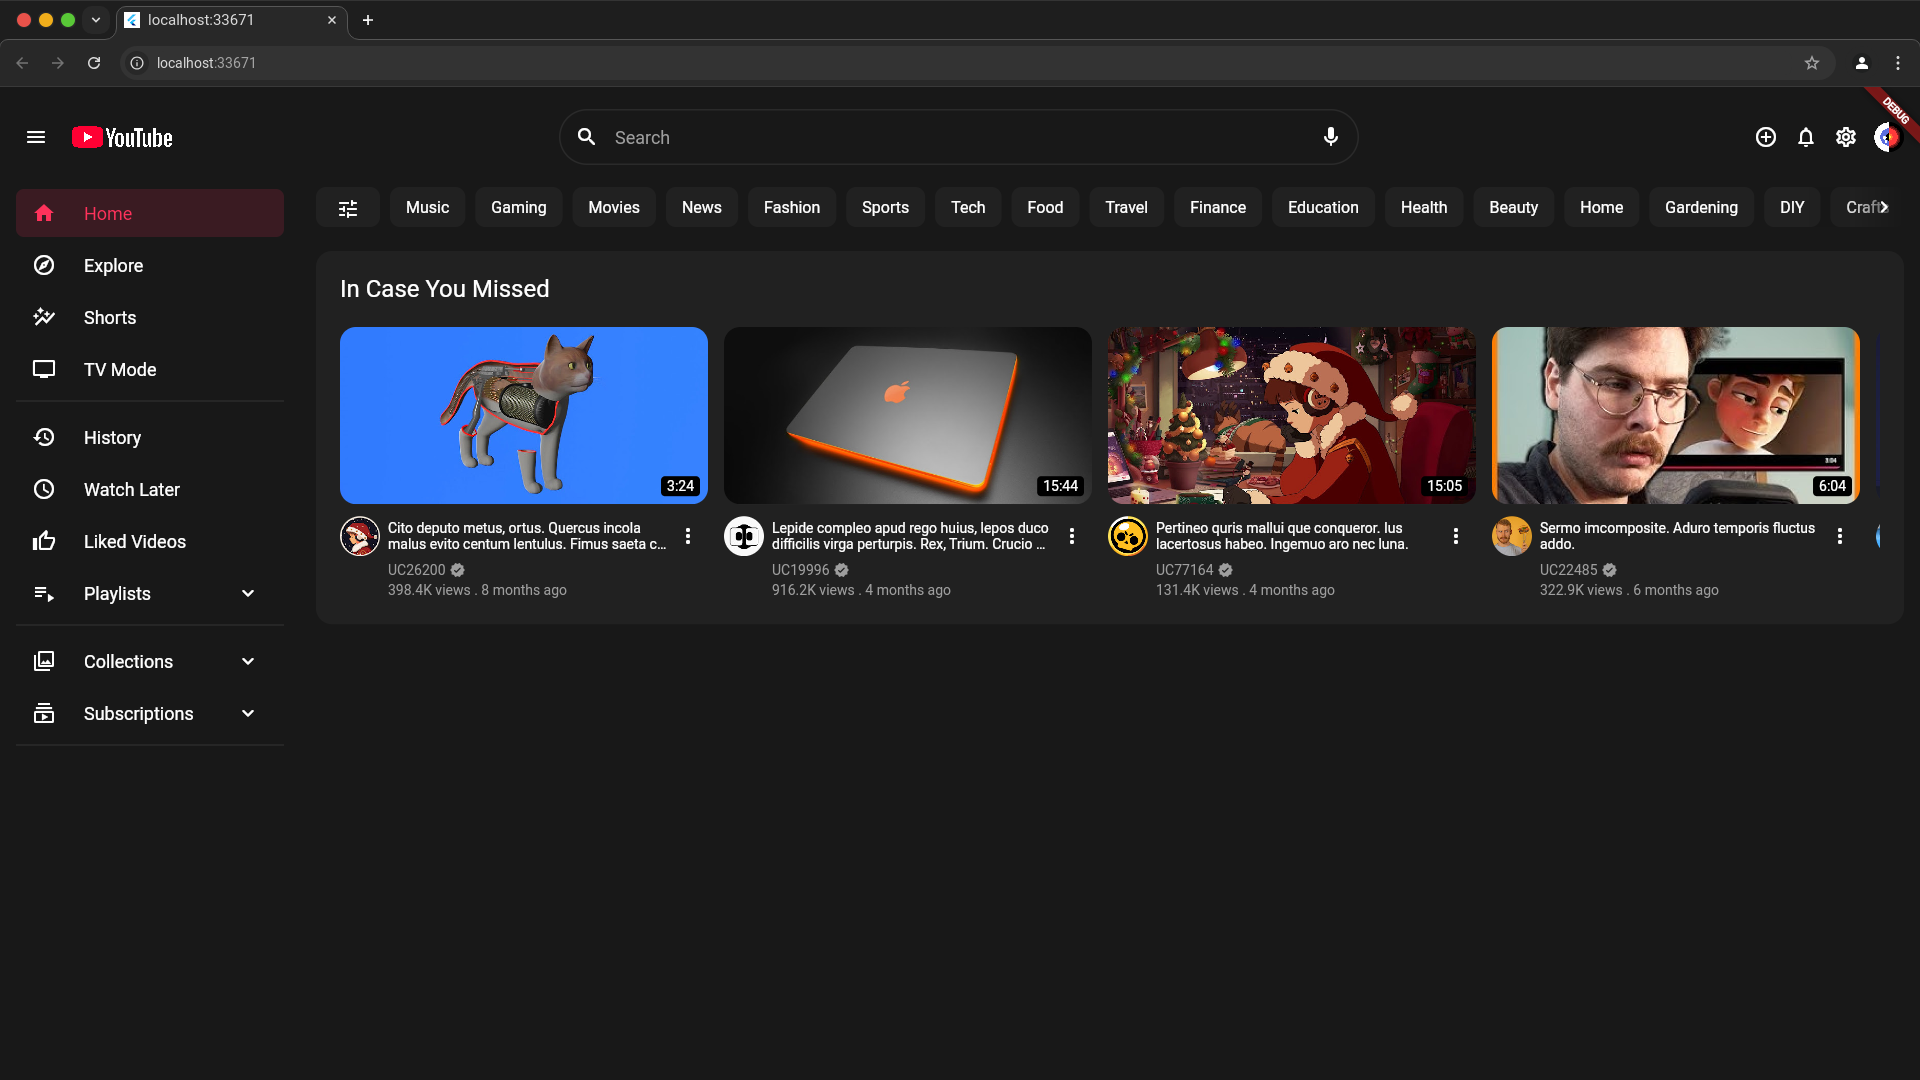 localhost:33671
localhost:33671
DEBUG
YouTube
Search
Home
Explore
Shorts
TV Mode
History
Watch Later
Liked Videos
Playlists
Collections
Subscriptions
Music
Gaming
Movies
News
Fashion
Sports
Tech
Food
Travel
Finance
Education
Health
Beauty
Home
Gardening
DIY
In Case You Missed
3:24
15:44
15:05
3:04
6:04
Cito deputo metus, ortus. Quercus incola
malus evito centum lentulus. Fimus saeta c...
UC26200
398.4K views . 8 months ago
Lepide compleo apud rego huius, lepos duco
difficilis virga perturpis. Rex, Trium. Crucio ...
UC19996
916.2K views . 4 months ago
Pertineo quris mallui que conqueror. Ius
lacertosus habeo. Ingemuo aro nec luna.
UC77164
131.4K views . 4 months ago
Sermo imcomposite. Aduro temporis fluctus
addo.
UC22485
322.9K views . 6 months ago